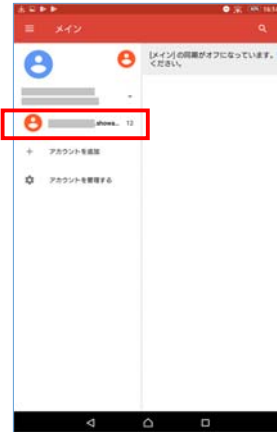 メイン
[メイン] の同期がオフになっています。
ください。
.showa.. 12
アカウントを追加
アカウントを管理する